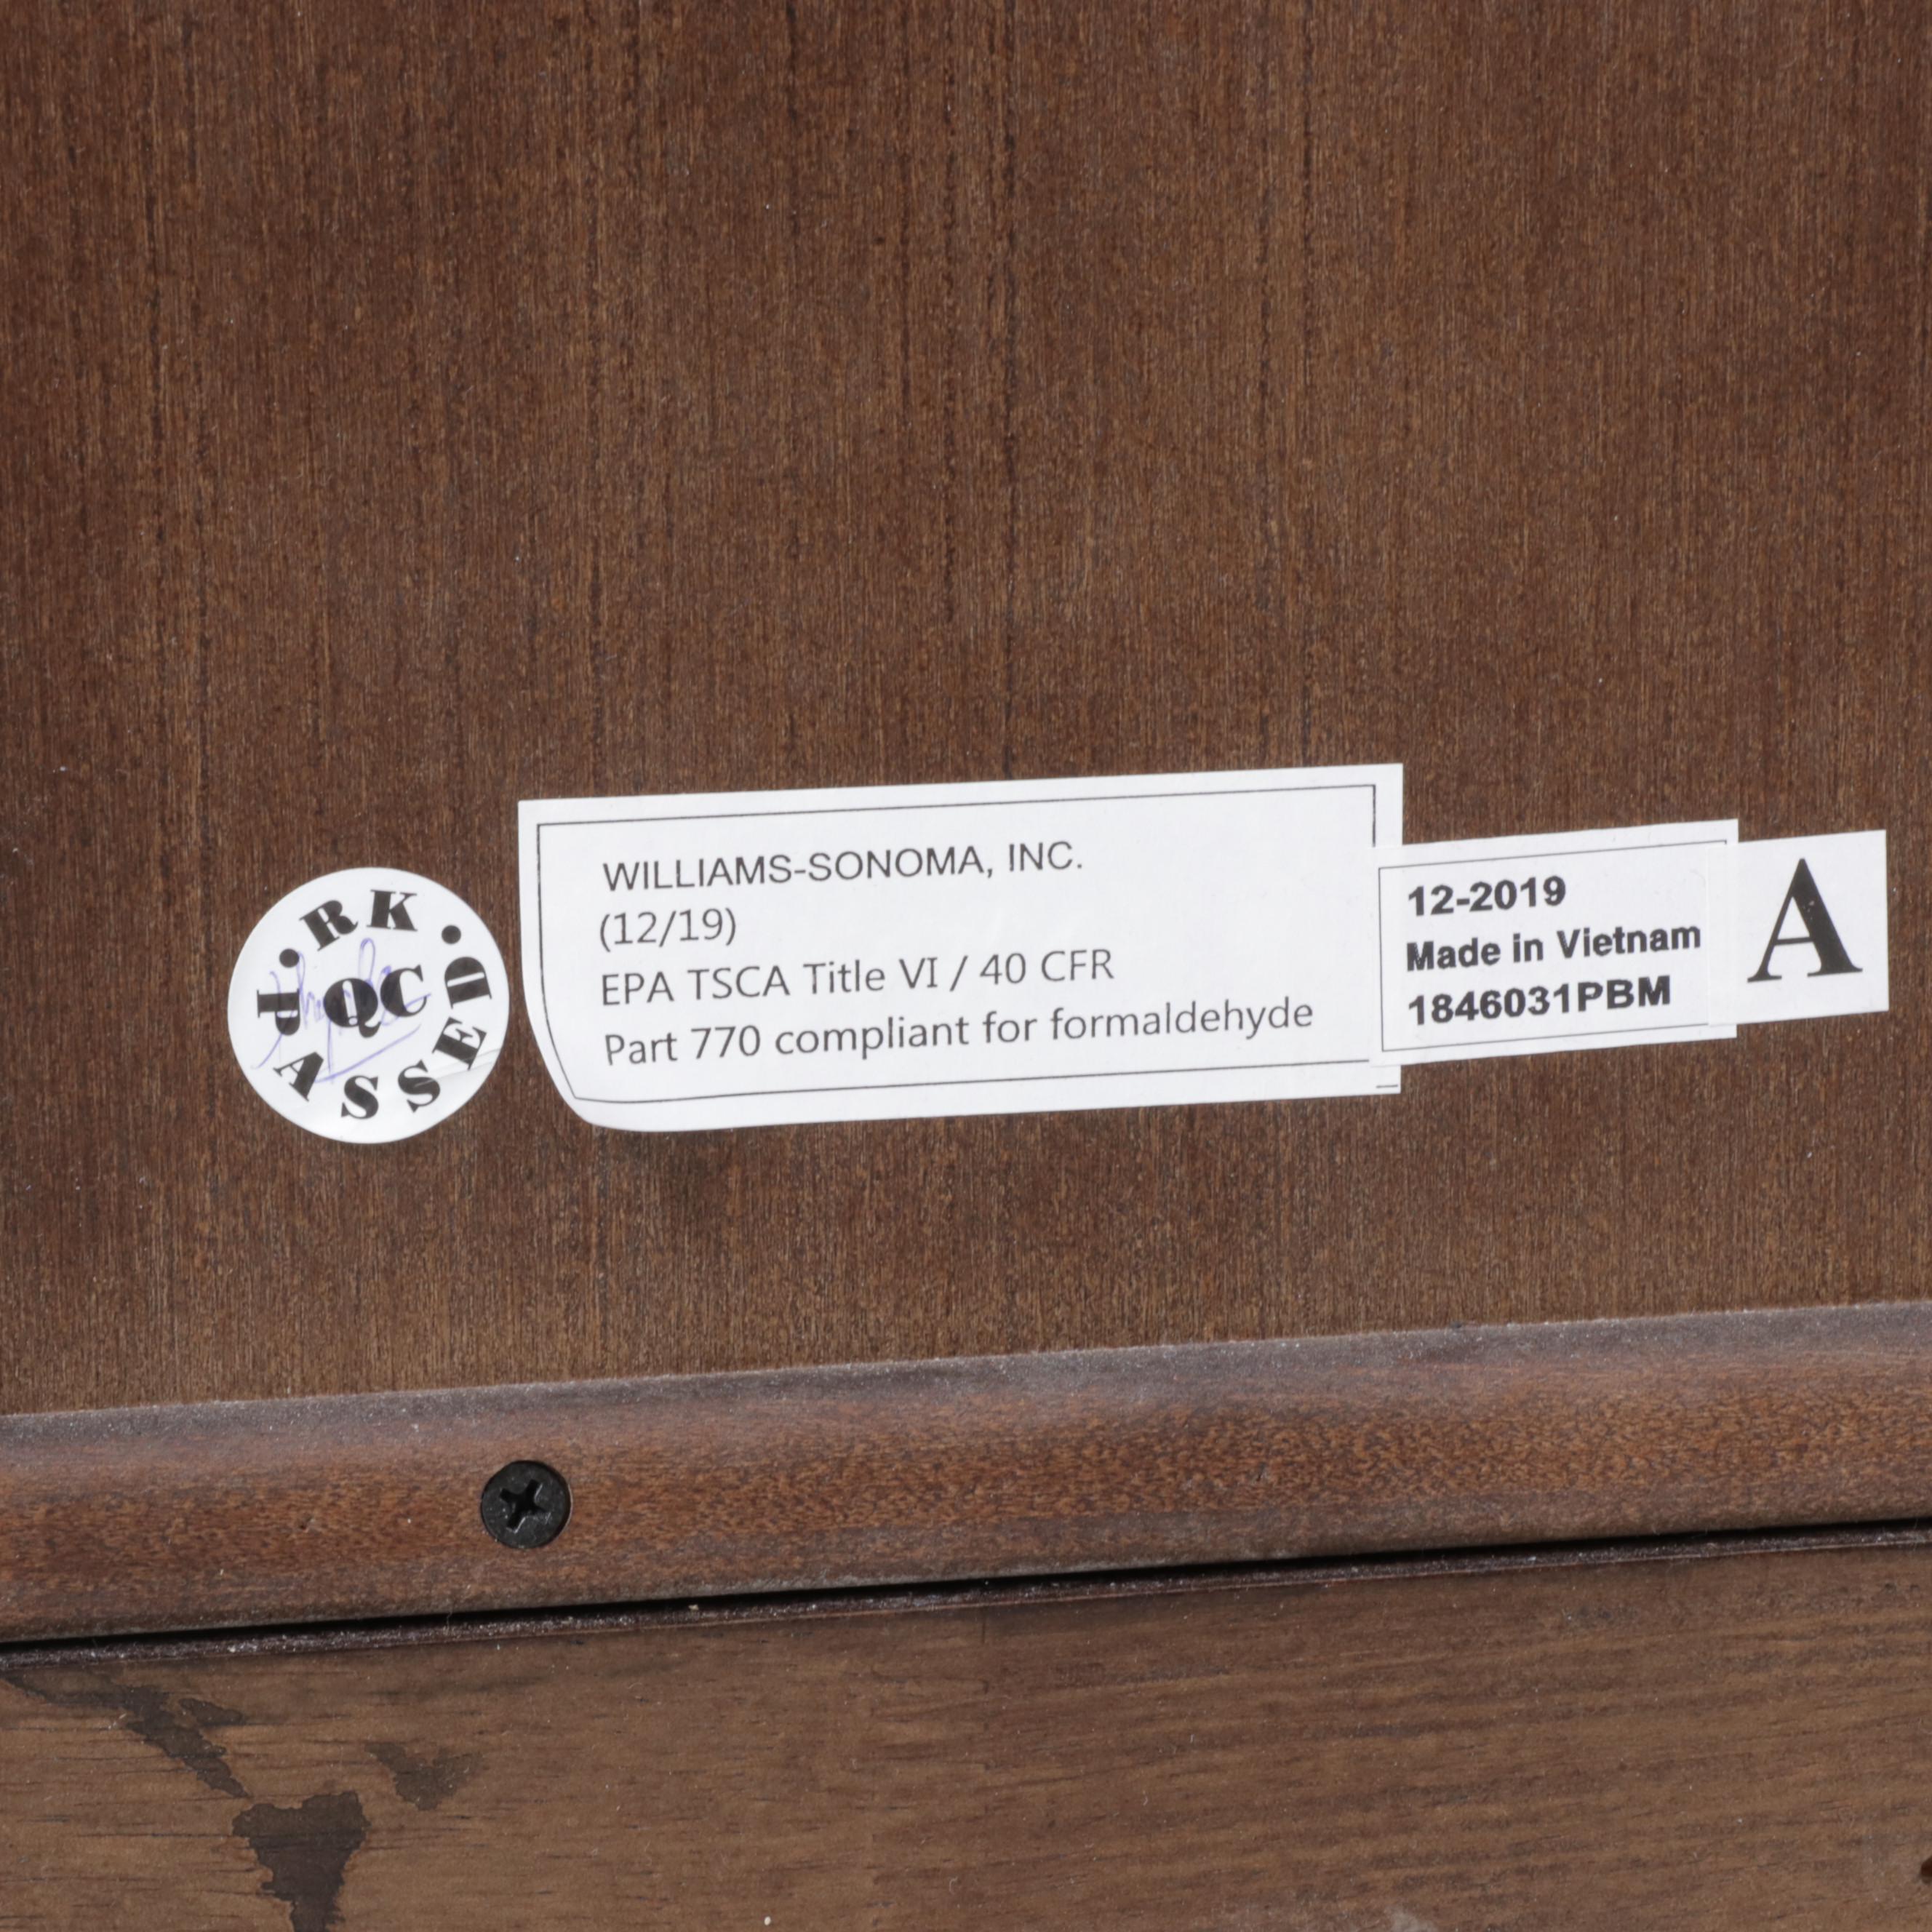 RK
QC
PASSED
WILLIAMS-SONOMA, INC.
(12/19)
EPA TSCA Title VI / 40 CFR
Part 770 compliant for formaldehyde
12-2019
Made in Vietnam
1846031PBM
A